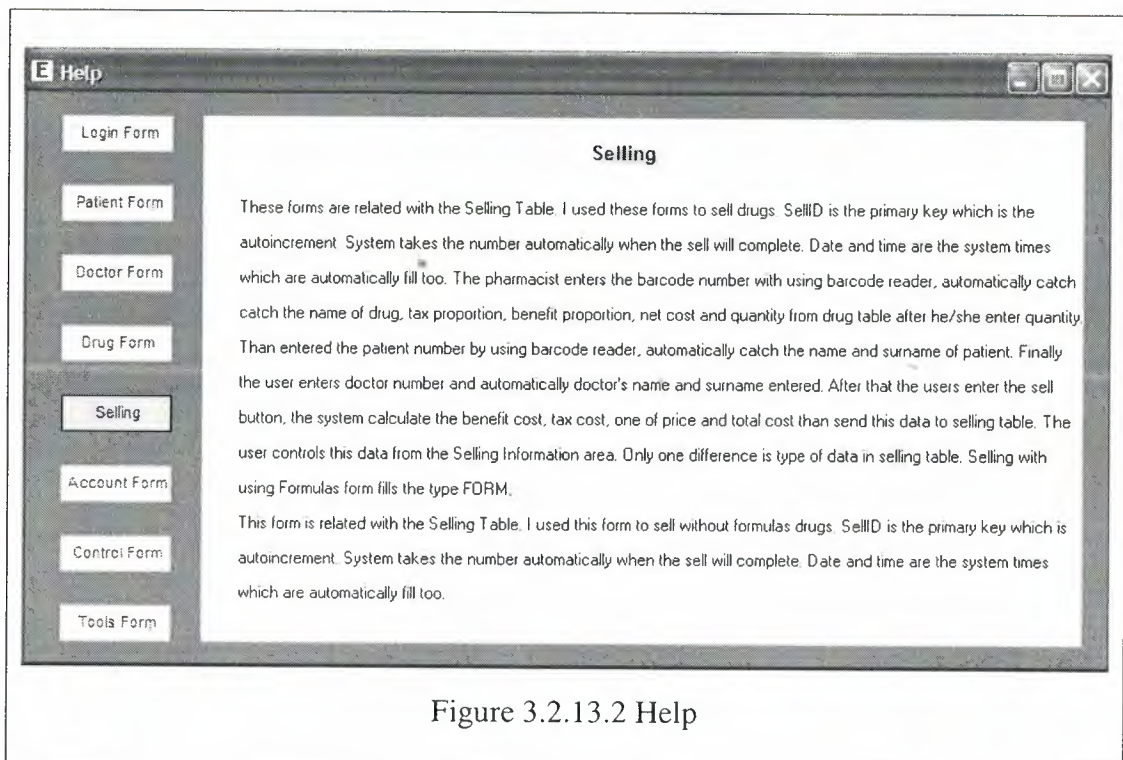 E Help
Login Form
Patient Form
Doctor Form
Drug Form
Selling
Account Form
Control Form
Tools Form
Selling
These forms are related with the Selling Table. I used these forms to sell drugs. SellID is the primary key which is the
autoincrement. System takes the number automatically when the sell will complete. Date and time are the system times
which are automatically fill too. The pharmacist enters the barcode number with using barcode reader, automatically catch
catch the name of drug, tax proportion, benefit proportion, net cost and quantity from drug table after he/she enter quantity.
Than entered the patient number by using barcode reader, automatically catch the name and surname of patient. Finally
the user enters doctor number and automatically doctor's name and surname entered. After that the users enter the sell
button, the system calculate the benefit cost, tax cost, one of price and total cost than send this data to selling table. The
user controls this data from the Selling Information area. Only one difference is type of data in selling table. Selling with
using Formulas form fills the type FORM.
This form is related with the Selling Table. I used this form to sell without formulas drugs. SellID is the primary key which is
autoincrement. System takes the number automatically when the sell will complete. Date and time are the system times
which are automatically fill too.
Figure 3.2.13.2 Help